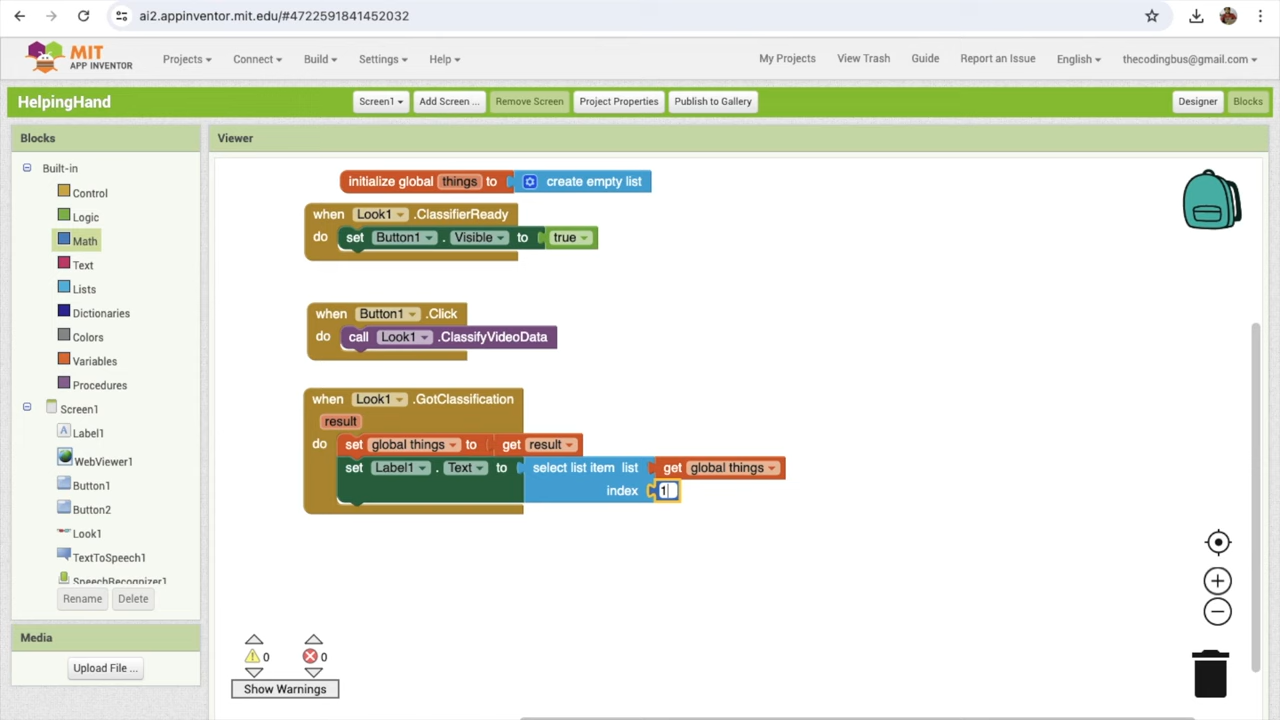 ai2.appinventor.mit.edu/#4722591841452032
MIT
APP INVENTOR
Projects Connect Build Settings Help My Projects View Trash Guide Report an Issue English thecodingbus@gmail.com
HelpingHand Screen1 Add Screen ... Remove Screen Project Properties Publish to Gallery Designer Blocks
Blocks
Built-in
Control
Logic
Math
Text
Lists
Dictionaries
Colors
Variables
Procedures
Screen1
Label1
WebViewer1
Button1
Button2
Look1
TextToSpeech1
SpeechRecognizer1
Rename Delete
Media
Upload File ...
Viewer
initialize global things to create empty list
when Look1 .ClassifierReady
do set Button1 . Visible to true
when Button1 .Click
do call Look1 .ClassifyVideoData
when Look1 .GotClassification
result
do set global things to get result
set Label1 . Text to select list item list get global things
index 1
0 0
Show Warnings